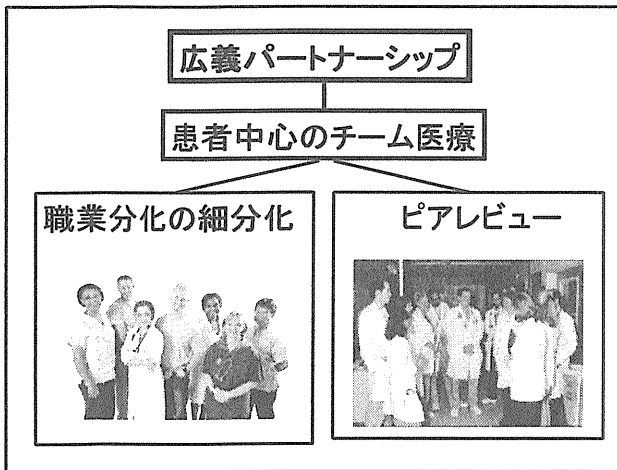 広義パートナーシップ
患者中心のチーム医療
職業分化の細分化
ピアレビュー